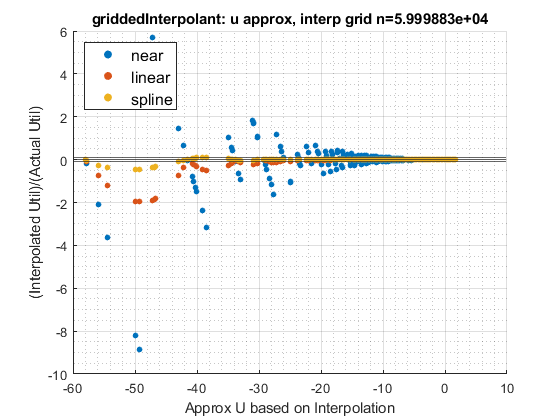 griddedInterpolant: u approx, interp grid n=5.999883e+04
near
linear
spline
(Interpolated Util)/(Actual Util)
6
4
2
0
-2
-4
-6
-8
-10
-60
-50
-40
-30
-20
-10
0
10
Approx U based on Interpolation